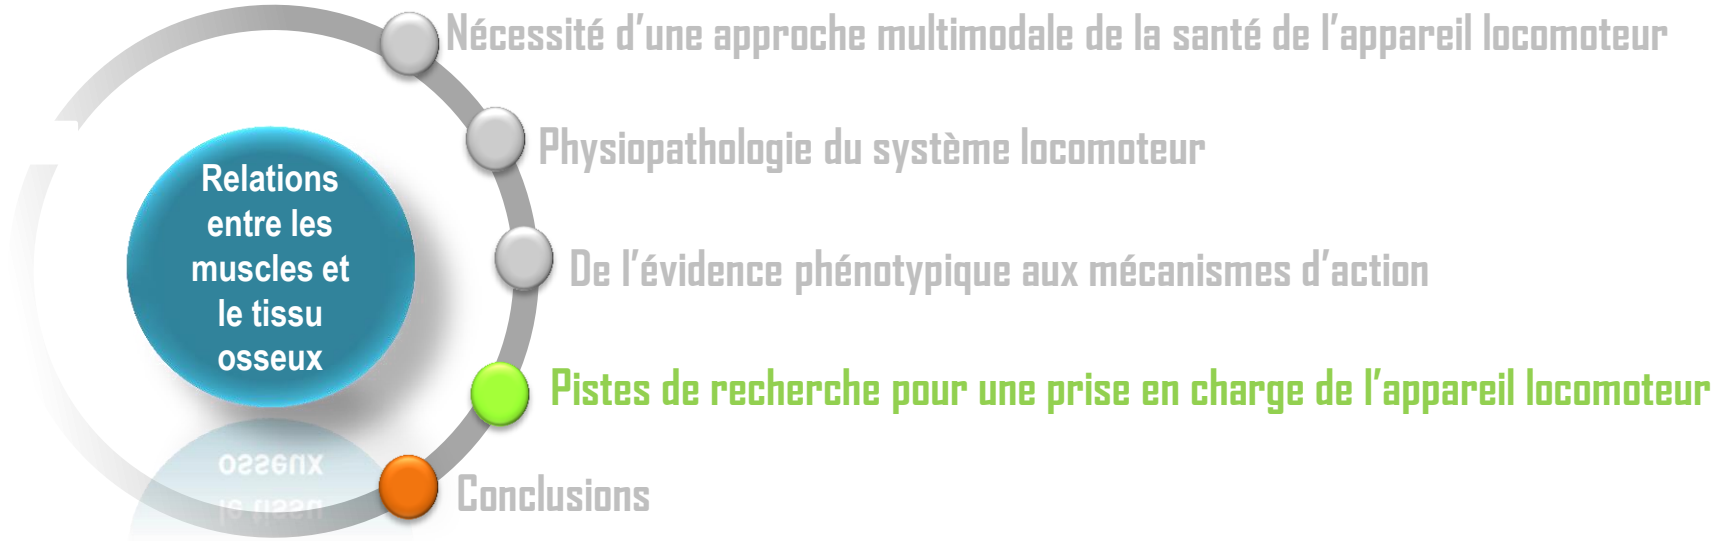 Nécessité d'une approche multimodale de la santé de l'appareil locomoteur
Physiopathologie du système locomoteur
Relations
entre les
muscles et
le tissu
osseux
De l'évidence phénotypique aux mécanismes d'action
Pistes de recherche pour une prise en charge de l'appareil locomoteur
Conclusions